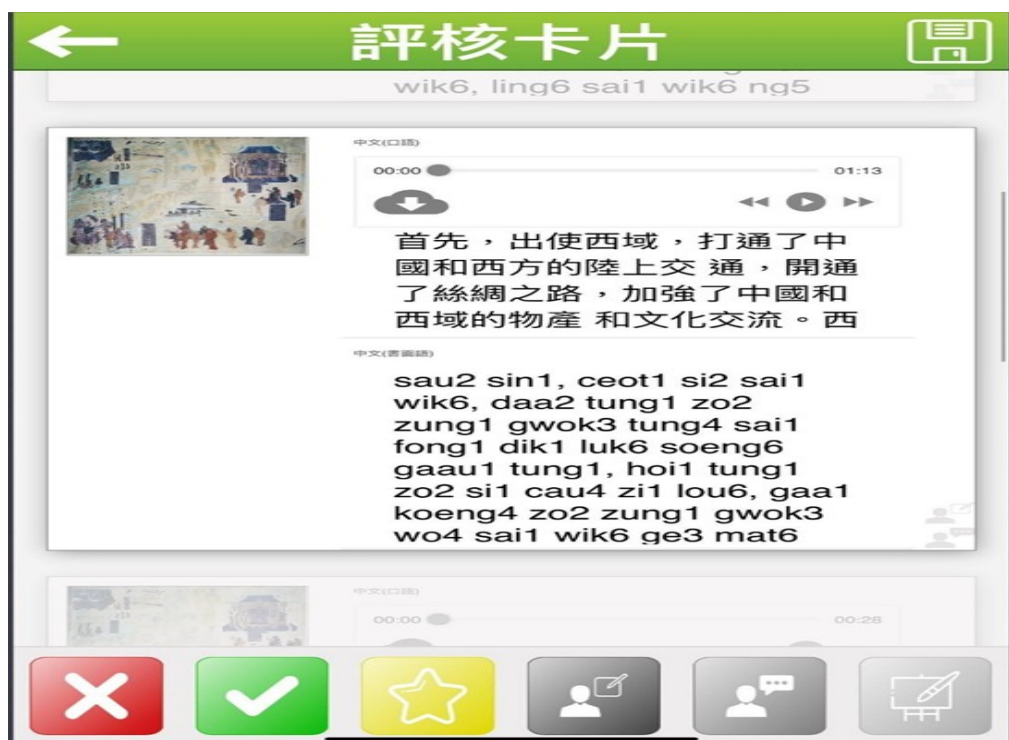 評核卡片
wik6, ling6 sai1 wik6 ng5
中文(口語)
00:00 01:13
首先，出使西域，打通了中
國和西方的陸上交 通，開通
了絲綢之路，加強了中國和
西域的物產 和文化交流。西
中文(書面語)
sau2 sin1, ceot1 si2 sai1
wik6, daa2 tung1 zo2
zung1 gwok3 tung4 sai1
fong1 dik1 luk6 soeng6
gaau1 tung1, hoi1 tung1
zo2 si1 cau4 zi1 lou6, gaa1
koeng4 zo2 zung1 gwok3
wo4 sai1 wik6 ge3 mat6
中文(口語)
00:00 00:28